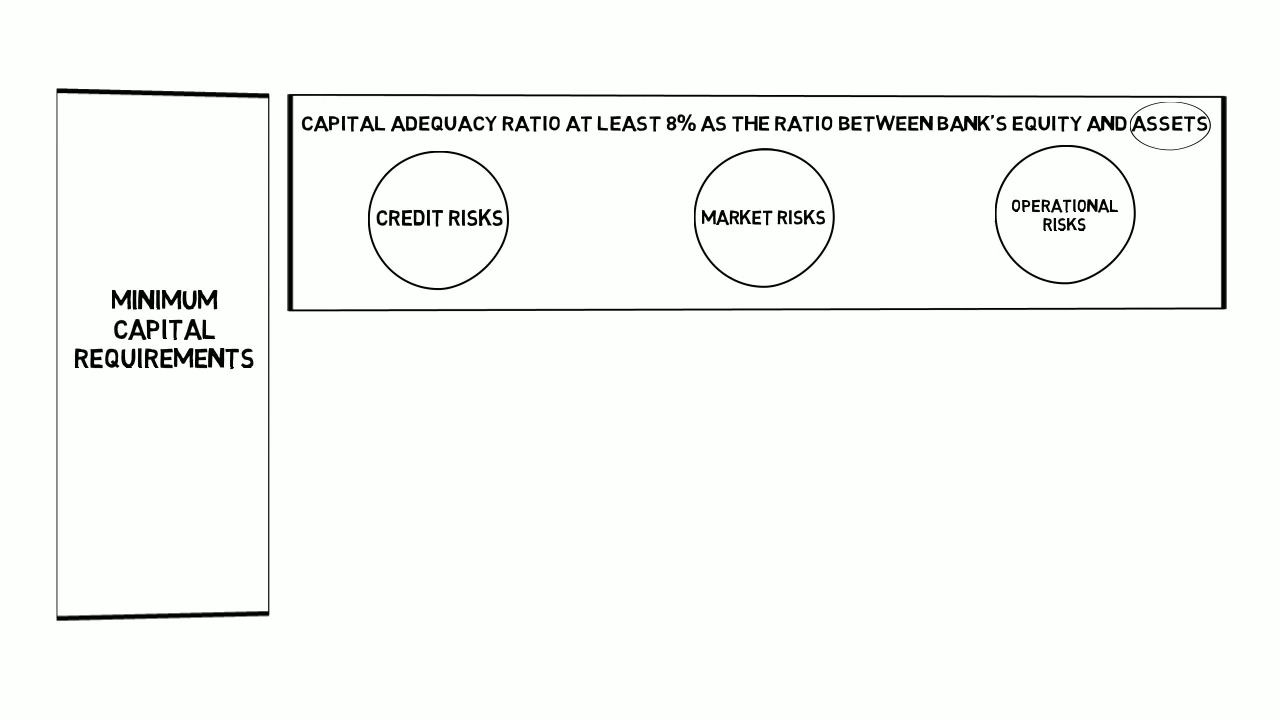 CAPITAL ADEQUACY RATIO AT LEAST 8% AS THE RATIO BETWEEN BANK'S EQUITY AND ASSETS
CREDIT RISKS
MARKET RISKS
OPERATIONAL
RISKS
MINIMUM
CAPITAL
REQUIREMENTS